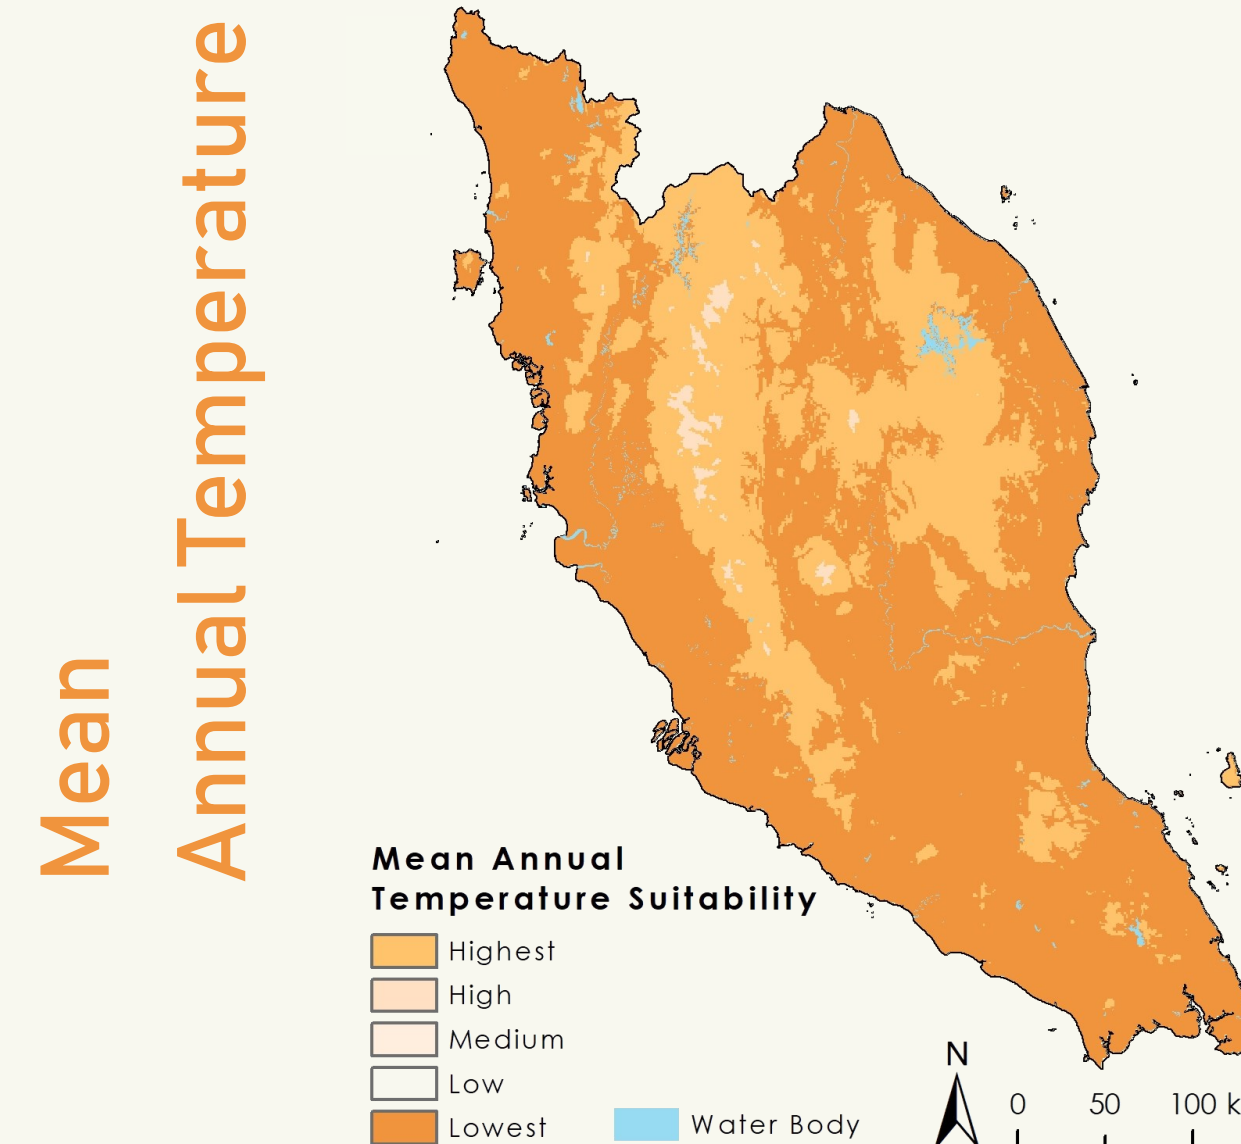 Mean
Annual Temperature
Mean Annual
Temperature Suitability
Highest
High
Medium
Low
Lowest
Water Body
N
0 50 100 k